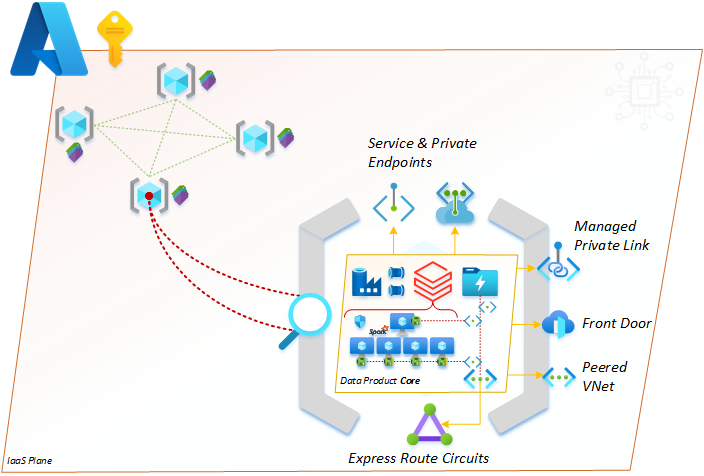 Service & Private
Endpoints
Managed
Private Link
Spark
Front Door
Data Product Core
Peered
VNet
Express Route Circuits
IaaS Plane